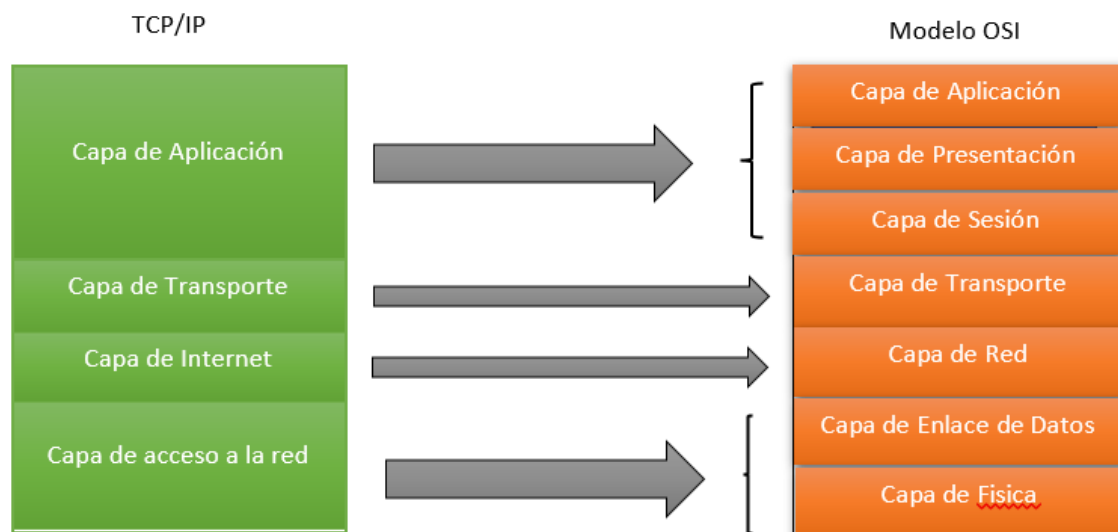 TCP/IP
Modelo OSI
Capa de Aplicación
Capa de Transporte
Capa de Internet
Capa de acceso a la red
Capa de Aplicación
Capa de Presentación
Capa de Sesión
Capa de Transporte
Capa de Red
Capa de Enlace de Datos
Capa de Fisica